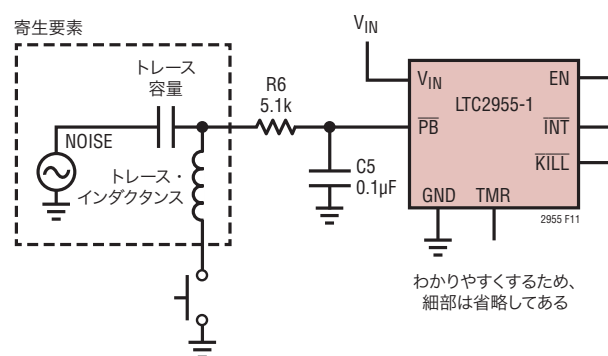 寄生要素
トレース
容量
NOISE
トレース・
インダクタンス
R6
5.1k
C5
0.1μF
VIN
VIN
LTC2955-1
PB
EN
INT
KILL
GND
TMR
2955 F11
わかりやすくするため、
細部は省略してある